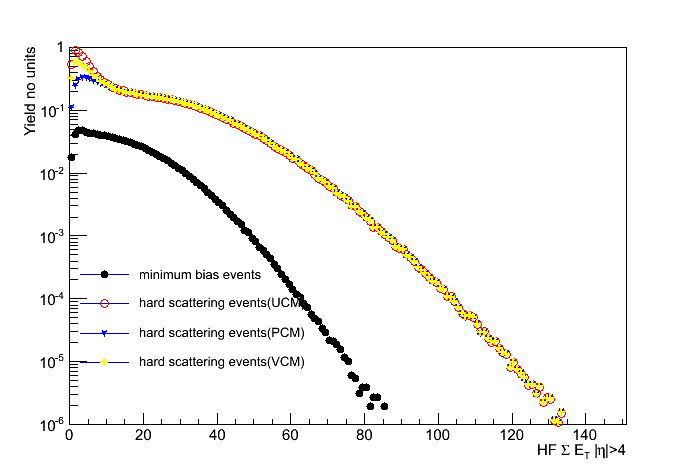 Yield no units
1
10^-1
10^-2
10^-3
10^-4
10^-5
10^-6
minimum bias events
hard scattering events(UCM)
hard scattering events(PCM)
hard scattering events(VCM)
0 20 40 60 80 100 120 140
HF Σ E_T |η|>4